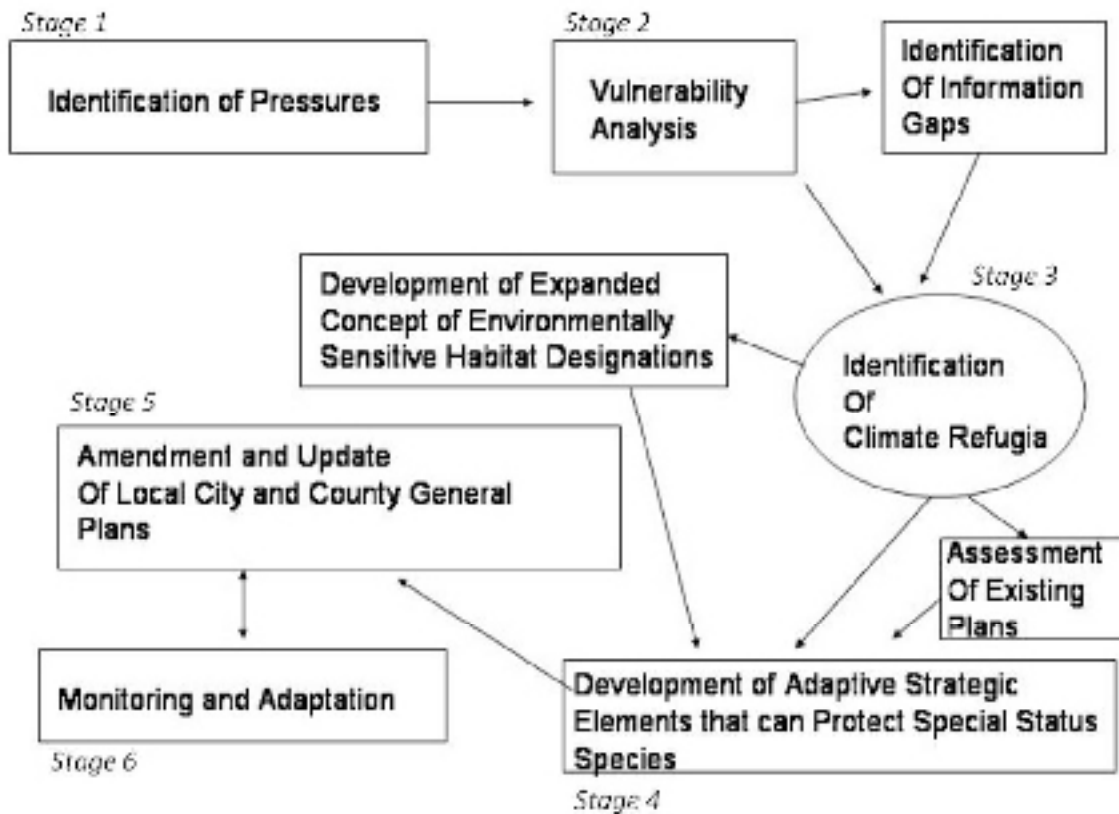 Stage 1
Identification of Pressures
Stage 2
Vulnerability
Analysis
Identification
Of Information
Gaps
Stage 3
Identification
Of
Climate Refugia
Development of Expanded
Concept of Environmentally
Sensitive Habitat Designations
Assessment
Of Existing
Plans
Development of Adaptive Strategic
Elements that can Protect Special Status
Species
Stage 4
Stage 5
Amendment and Update
Of Local City and County General
Plans
Monitoring and Adaptation
Stage 6